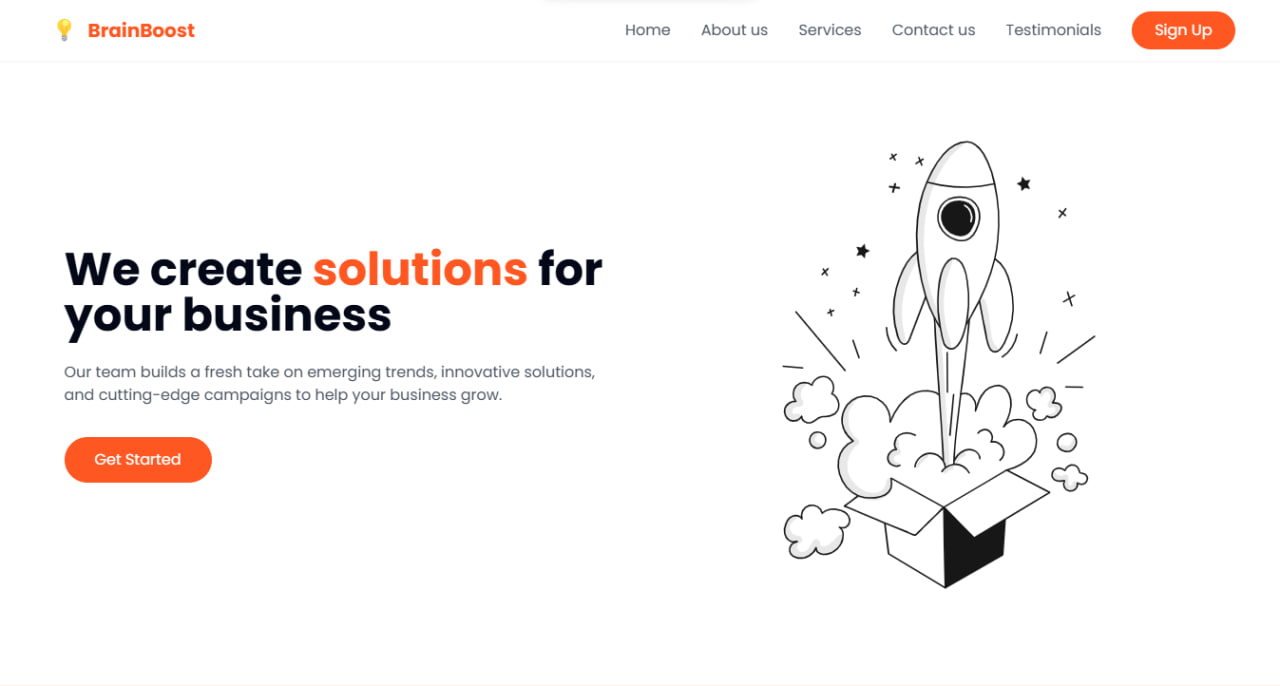 BrainBoost
Home
About us
Services
Contact us
Testimonials
Sign Up
We create solutions for
your business
Our team builds a fresh take on emerging trends, innovative solutions,
and cutting-edge campaigns to help your business grow.
Get Started